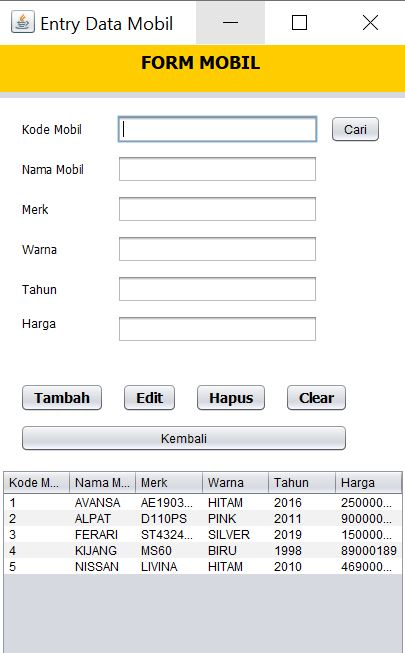 Entry Data Mobil
FORM MOBIL
Kode Mobil Cari
Nama Mobil
Merk
Warna
Tahun
Harga
Tambah Edit Hapus Clear
Kembali
Kode M... Nama M... Merk Warna Tahun Harga
1 AVANSA AE1903... HITAM 2016 250000...
2 ALPAT D110PS PINK 2011 900000...
3 FERARI ST4324... SILVER 2019 150000...
4 KIJANG MS60 BIRU 1998 89000189
5 NISSAN LIVINA HITAM 2010 469000...